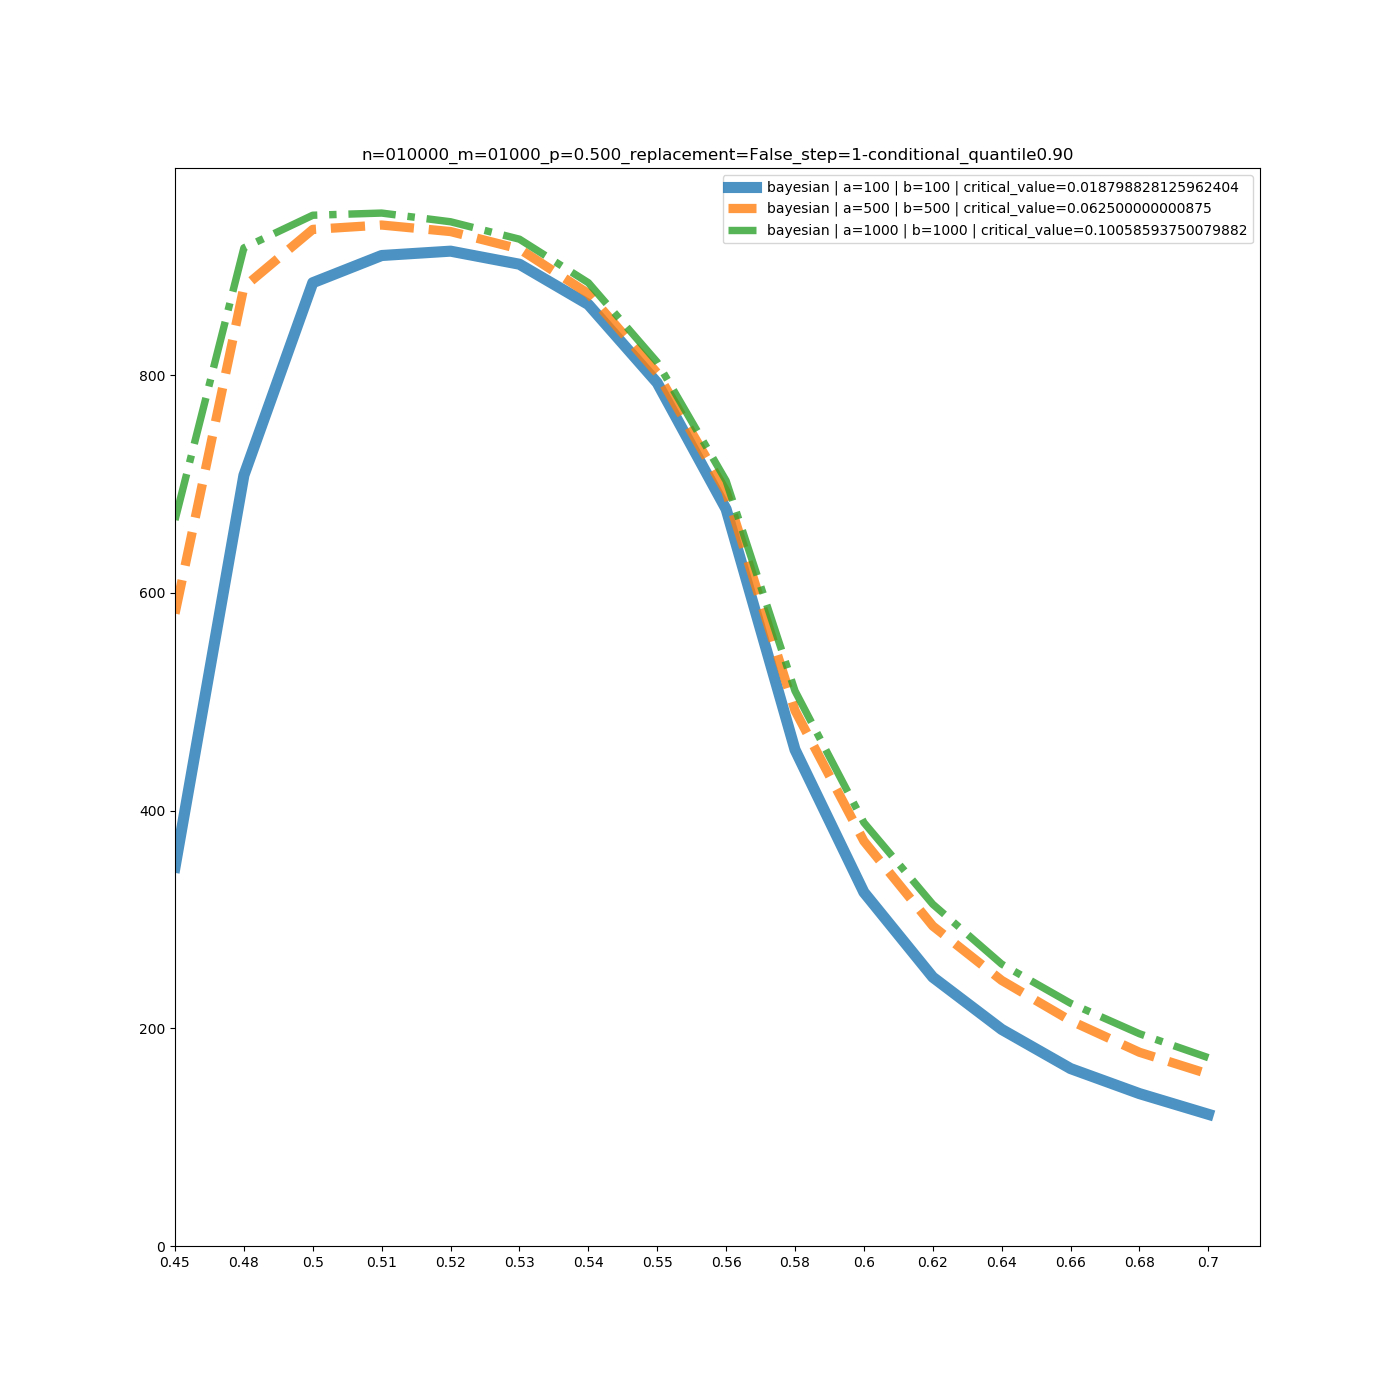 n=010000_m=01000_p=0.500_replacement=False_step=1-conditional_quantile0.90
bayesian | a=100 | b=100 | critical_value=0.018798828125962404
bayesian | a=500 | b=500 | critical_value=0.062500000000875
bayesian | a=1000 | b=1000 | critical_value=0.10058593750079882
800
600
400
200
0
0.45 0.48 0.5 0.51 0.52 0.53 0.54 0.55 0.56 0.58 0.6 0.62 0.64 0.66 0.68 0.7